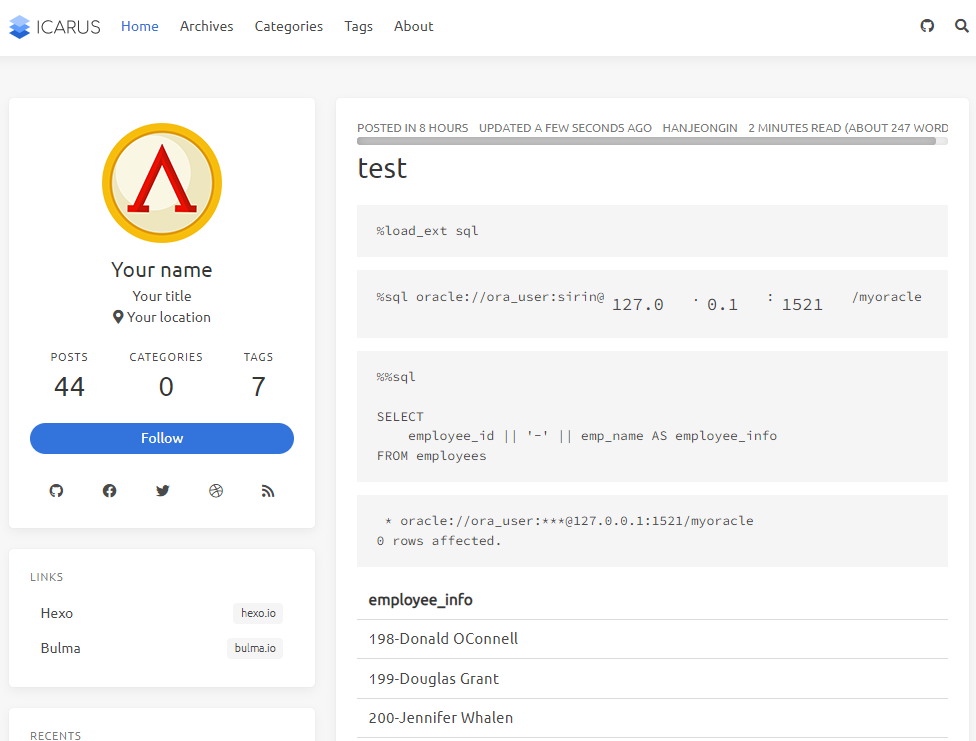 ICARUS Home Archives Categories Tags About
Your name
Your title
Your location
POSTS CATEGORIES TAGS
44 0 7
Follow
LINKS
Hexo hexo.io
Bulma bulma.io
RECENTS
POSTED IN 8 HOURS UPDATED A FEW SECONDS AGO HANJEONGIN 2 MINUTES READ (ABOUT 247 WORD
test
%load_ext sql
%sql oracle://ora_user:sirin@ 127.0 . 0.1 : 1521 /myoracle
%%sql
SELECT
employee_id || '-' || emp_name AS employee_info
FROM employees
* oracle://ora_user:***@127.0.0.1:1521/myoracle
0 rows affected.
employee_info
198-Donald OConnell
199-Douglas Grant
200-Jennifer Whalen